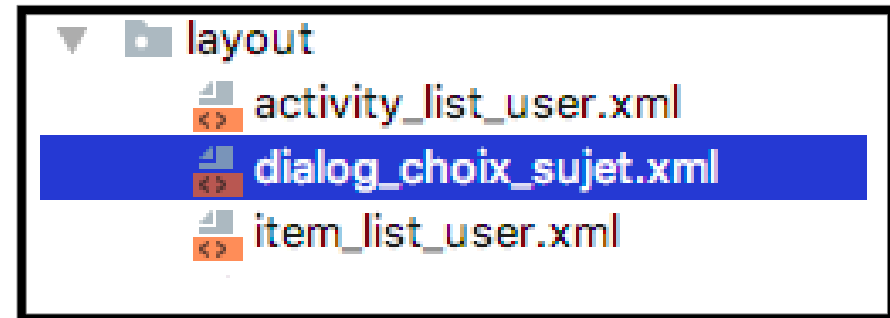 layout
activity_list_user.xml
dialog_choix_sujet.xml
item_list_user.xml